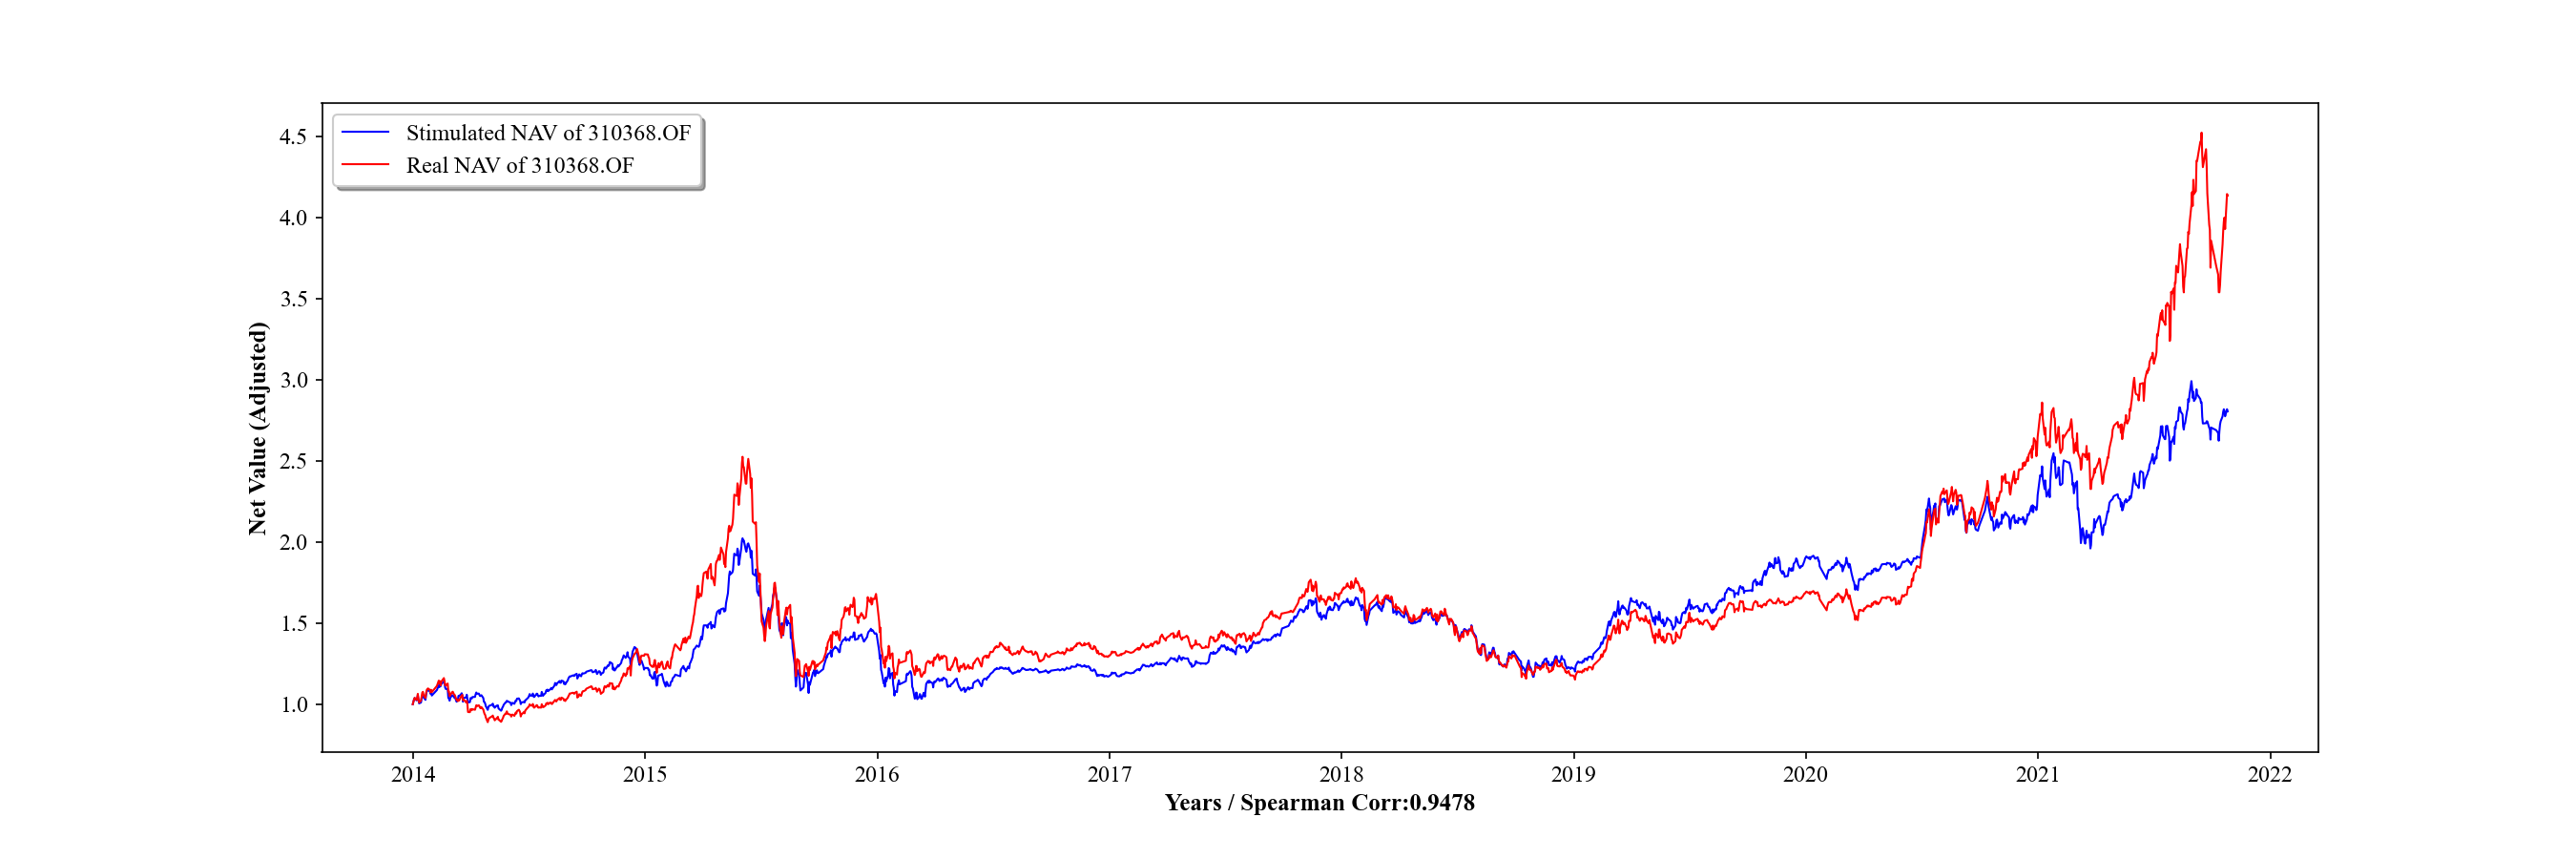 Stimulated NAV of 310368.OF
Real NAV of 310368.OF
4.5
4.0
3.5
3.0
2.5
2.0
1.5
1.0
Net Value (Adjusted)
2014 2015 2016 2017 2018 2019 2020 2021 2022
Years / Spearman Corr:0.9478